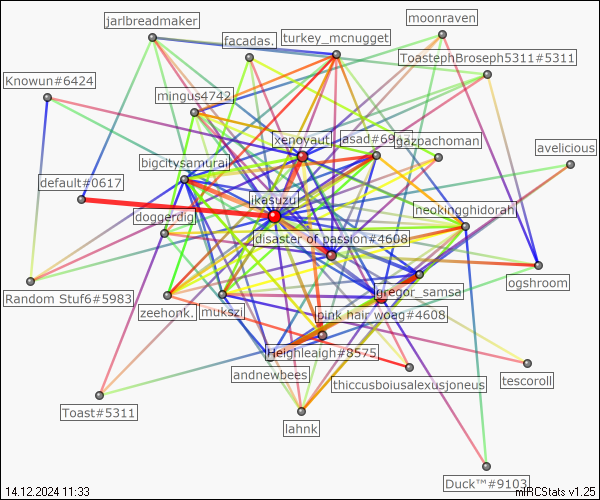 moonraven
jarlbreadmaker
facadas.
turkey_mcnugget
ToastephBroseph5311#5311
Knowun#6424
mingus4742
xenovaut
asad#69
gazpachoman
avelicious
bigcitysamurai
default#0617
ikasuzu
neokingghidorah
doggerdig
disaster of passion#4608
ogshroom
Random Stuf6#5983
zeehonk.
mukszi
gregor_samsa
pink hair woag#4608
Heighleaigh#8575
andnewbees
thiccusboiusalexusjoneus
tescoroll
Toast#5311
lahnk
Duck™#9103
14.12.2024 11:33
mIRCStats v1.25